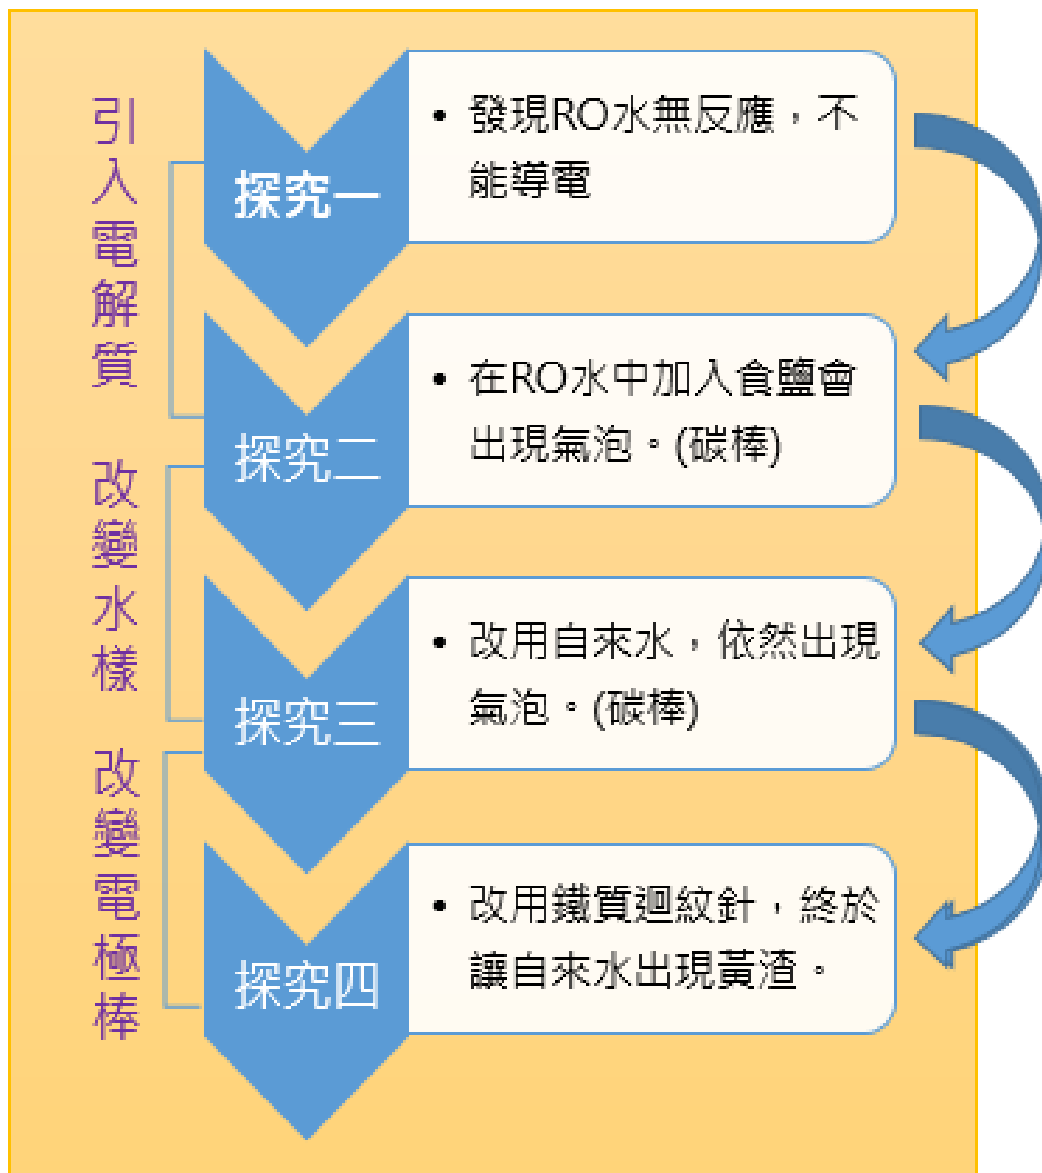 引入電解質
探究一
• 發現RO水無反應，不
能導電
探究二
• 在RO水中加入食鹽會
出現氣泡。(碳棒)
改變水樣
探究三
• 改用自來水，依然出現
氣泡。(碳棒)
改變電極棒
探究四
• 改用鐵質迴紋針，終於
讓自來水出現黃渣。